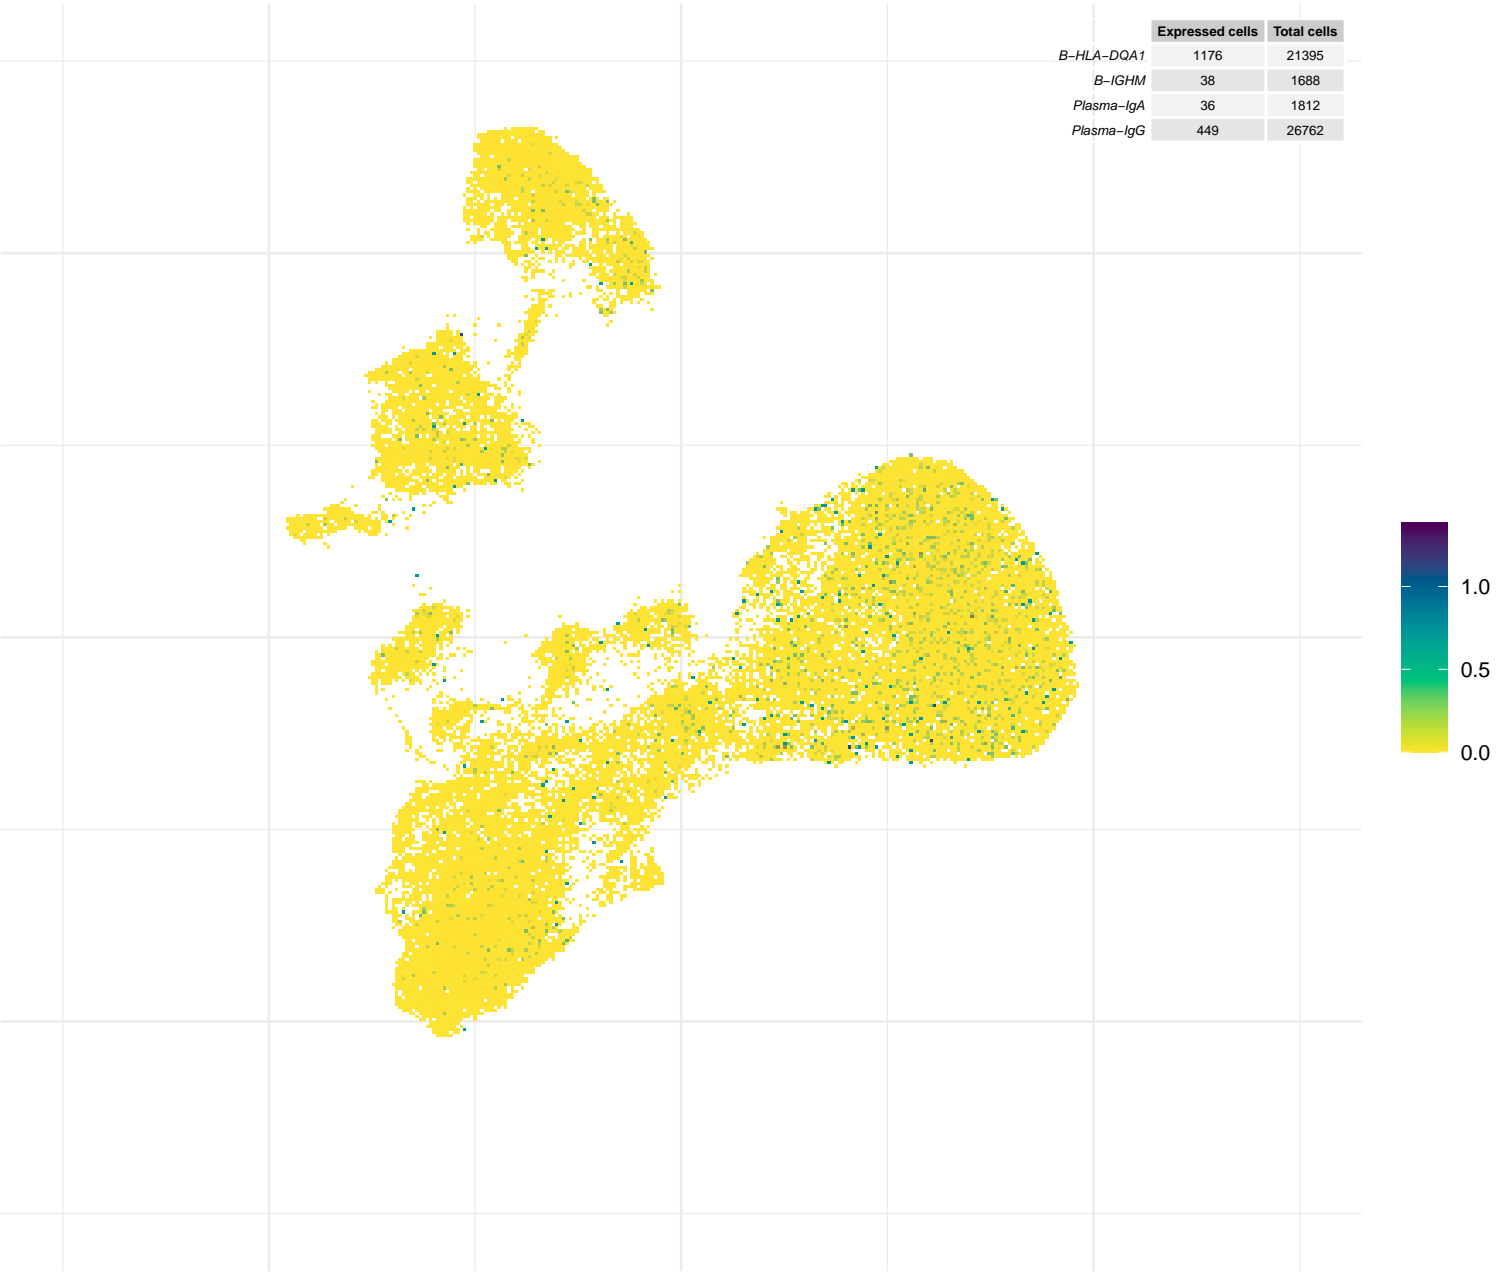 Expressed cells Total cells
B−HLA−DQA1 1176 21395
B−IGHM 38 1688
Plasma−IgA 36 1812
Plasma−IgG 449 26762
1.0
0.5
0.0